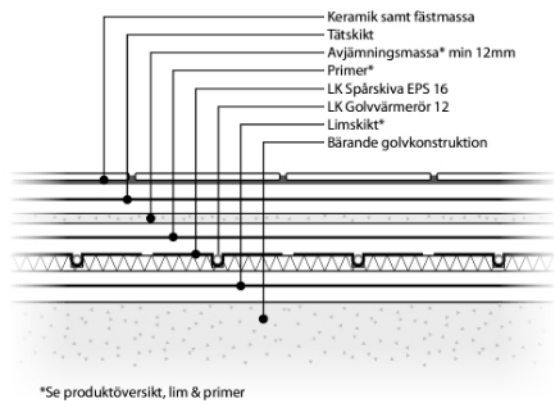 Keramik samt fästmassa
Tätskikt
Avjämningsmassa* min 12mm
Primer*
LK Spårskiva EPS 16
LK Golvvärmerör 12
Limskikt*
Bärande golvkonstruktion
*Se produktöversikt, lim & primer